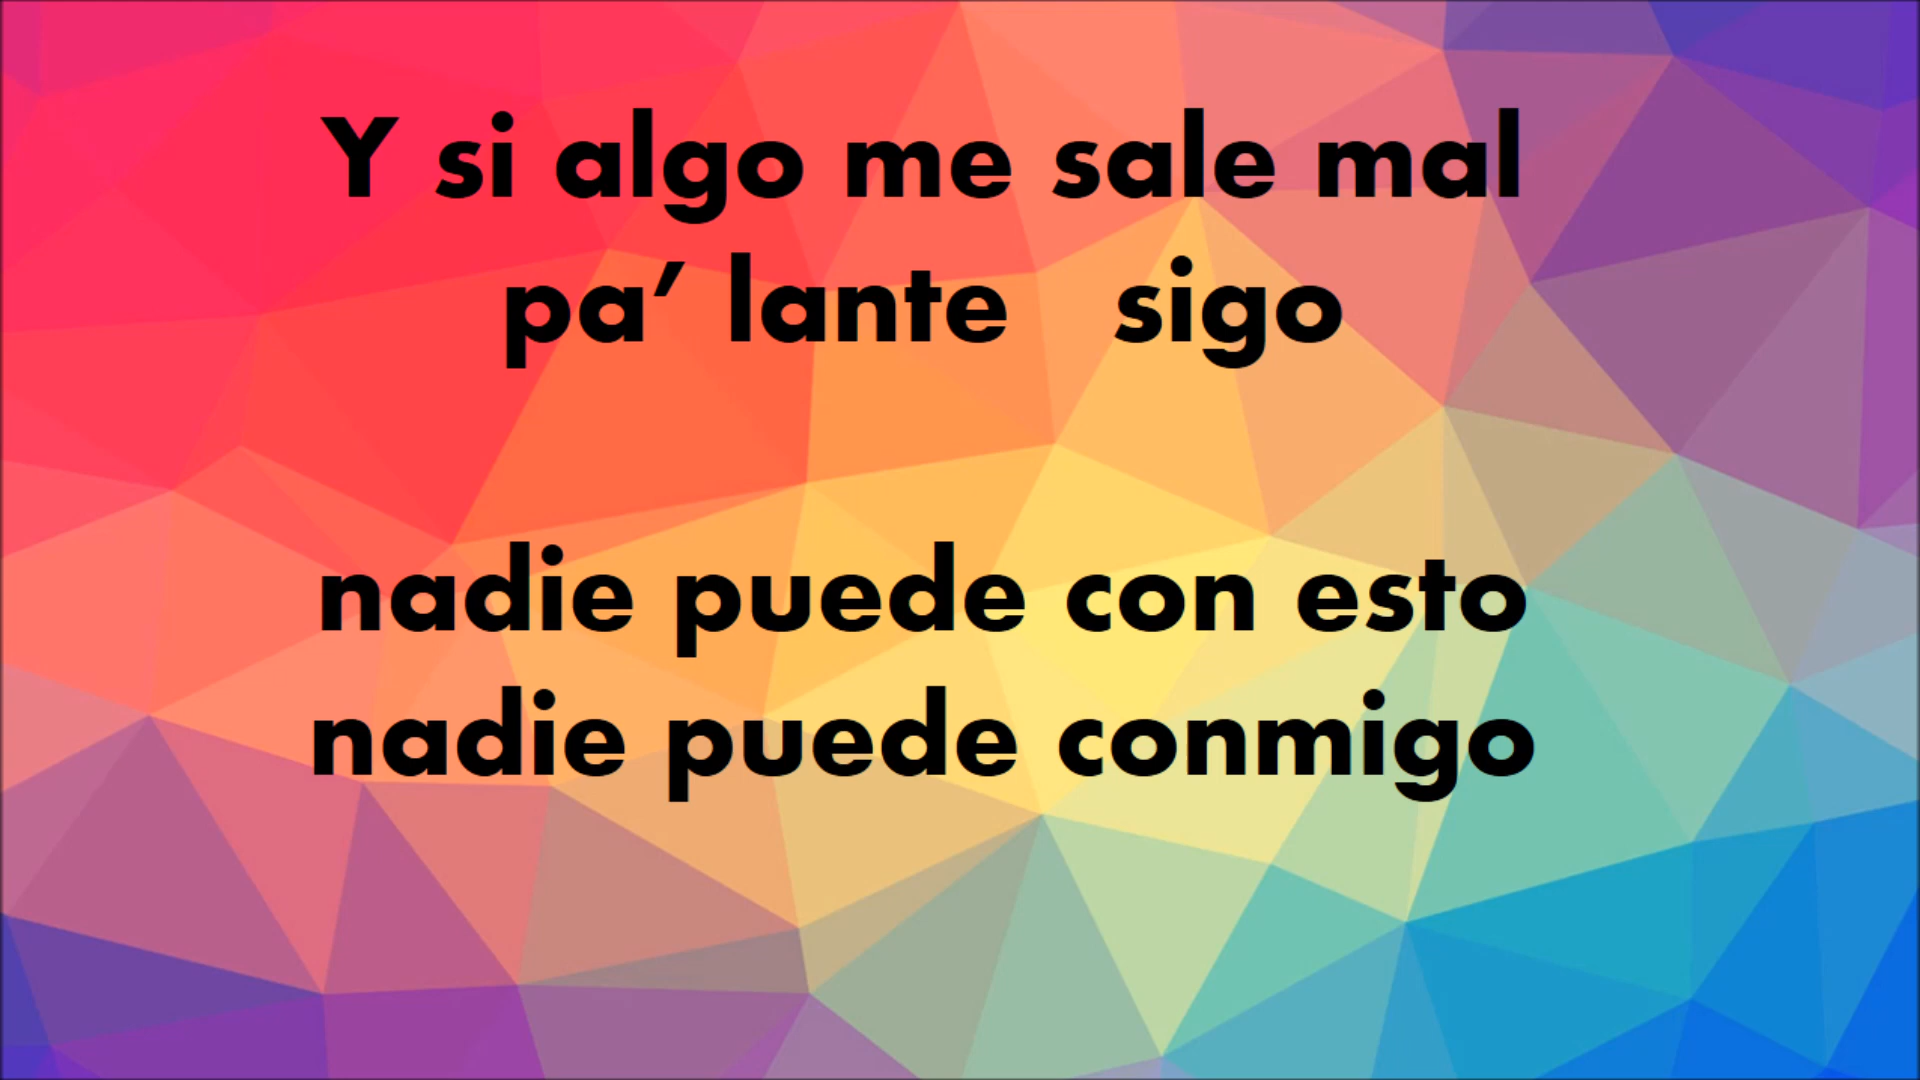 Y si algo me sale mal
pa’ lante sigo
nadie puede con esto
nadie puede conmigo